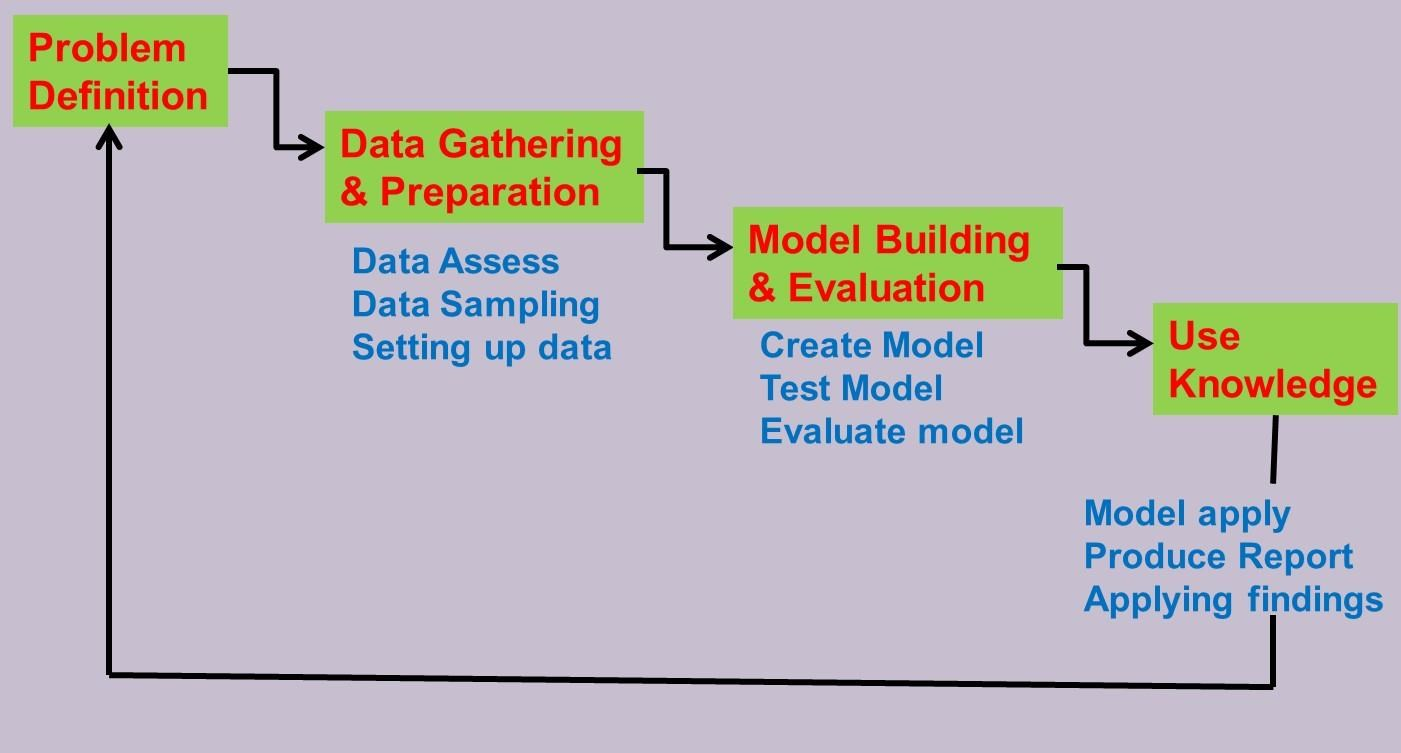 Problem
Definition
Data Gathering
& Preparation
Data Assess
Data Sampling
Setting up data
Model Building
& Evaluation
Create Model
Test Model
Evaluate model
Use
Knowledge
Model apply
Produce Report
Applying findings